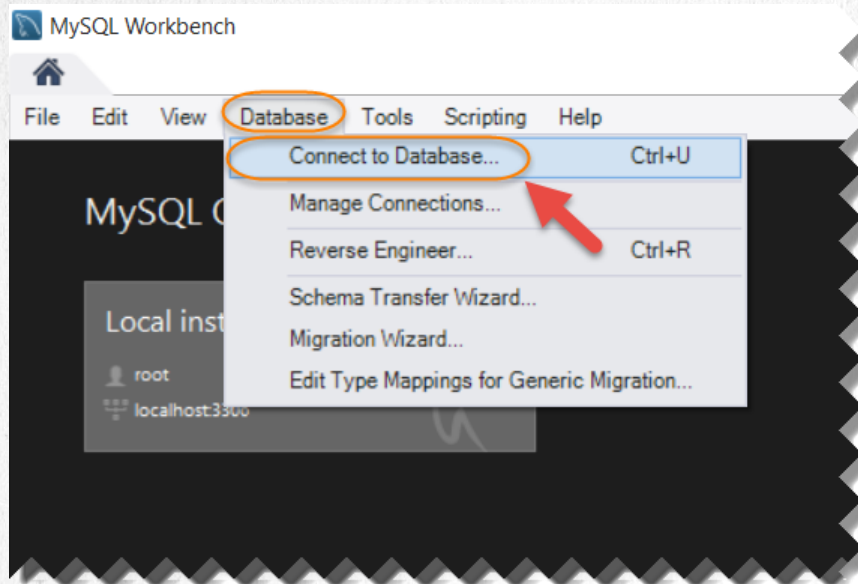 MySQL Workbench
File Edit View Database Tools Scripting Help
Connect to Database... Ctrl+U
Manage Connections...
Reverse Engineer... Ctrl+R
Schema Transfer Wizard...
Migration Wizard...
Edit Type Mappings for Generic Migration...
MySQL
Local
root
localhost:3306